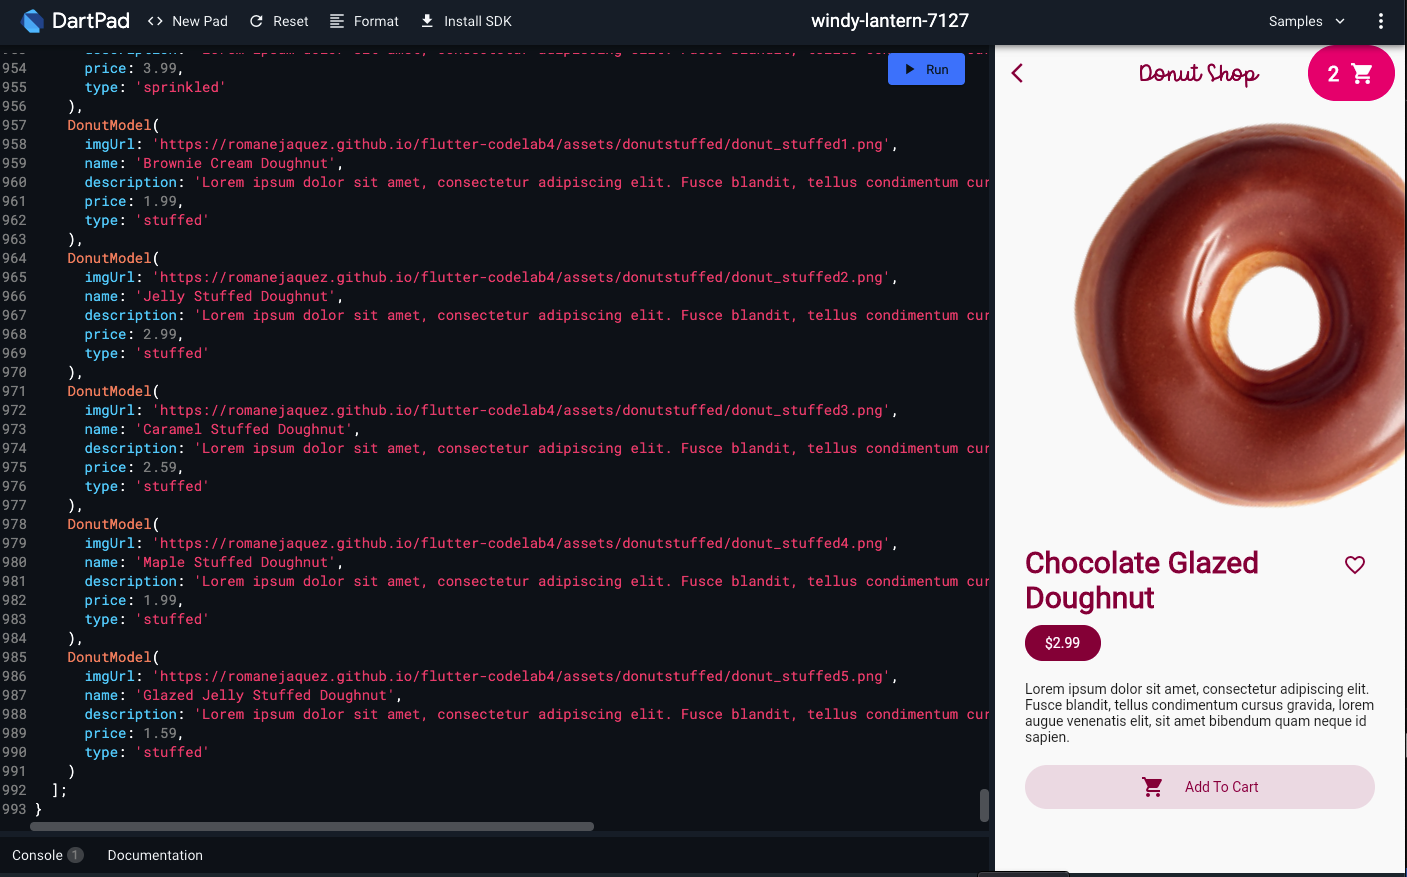 DartPad
New Pad
Reset
Format
Install SDK
windy-lantern-7127
Samples
954 price: 3.99,
955 type: 'sprinkled'
956 ),
957 DonutModel(
958 imgUrl: 'https://romanejaquez.github.io/flutter-codelab4/assets/donutstuffed/donut_stuffed1.png',
959 name: 'Brownie Cream Doughnut',
960 description: 'Lorem ipsum dolor sit amet, consectetur adipiscing elit. Fusce blandit, tellus condimentum cur
961 price: 1.99,
962 type: 'stuffed'
963 ),
964 DonutModel(
965 imgUrl: 'https://romanejaquez.github.io/flutter-codelab4/assets/donutstuffed/donut_stuffed2.png',
966 name: 'Jelly Stuffed Doughnut',
967 description: 'Lorem ipsum dolor sit amet, consectetur adipiscing elit. Fusce blandit, tellus condimentum cur
968 price: 2.99,
969 type: 'stuffed'
970 ),
971 DonutModel(
972 imgUrl: 'https://romanejaquez.github.io/flutter-codelab4/assets/donutstuffed/donut_stuffed3.png',
973 name: 'Caramel Stuffed Doughnut',
974 description: 'Lorem ipsum dolor sit amet, consectetur adipiscing elit. Fusce blandit, tellus condimentum cur
975 price: 2.59,
976 type: 'stuffed'
977 ),
978 DonutModel(
979 imgUrl: 'https://romanejaquez.github.io/flutter-codelab4/assets/donutstuffed/donut_stuffed4.png',
980 name: 'Maple Stuffed Doughnut',
981 description: 'Lorem ipsum dolor sit amet, consectetur adipiscing elit. Fusce blandit, tellus condimentum cur
982 price: 1.99,
983 type: 'stuffed'
984 ),
985 DonutModel(
986 imgUrl: 'https://romanejaquez.github.io/flutter-codelab4/assets/donutstuffed/donut_stuffed5.png',
987 name: 'Glazed Jelly Stuffed Doughnut',
988 description: 'Lorem ipsum dolor sit amet, consectetur adipiscing elit. Fusce blandit, tellus condimentum cur
989 price: 1.59,
990 type: 'stuffed'
991 )
992 ];
993 }
Run
Console 1
Documentation
Donut Shop
2
Chocolate Glazed
Doughnut
$2.99
Lorem ipsum dolor sit amet, consectetur adipiscing elit.
Fusce blandit, tellus condimentum cursus gravida, lorem
augue venenatis elit, sit amet bibendum quam neque id
sapien.
Add To Cart